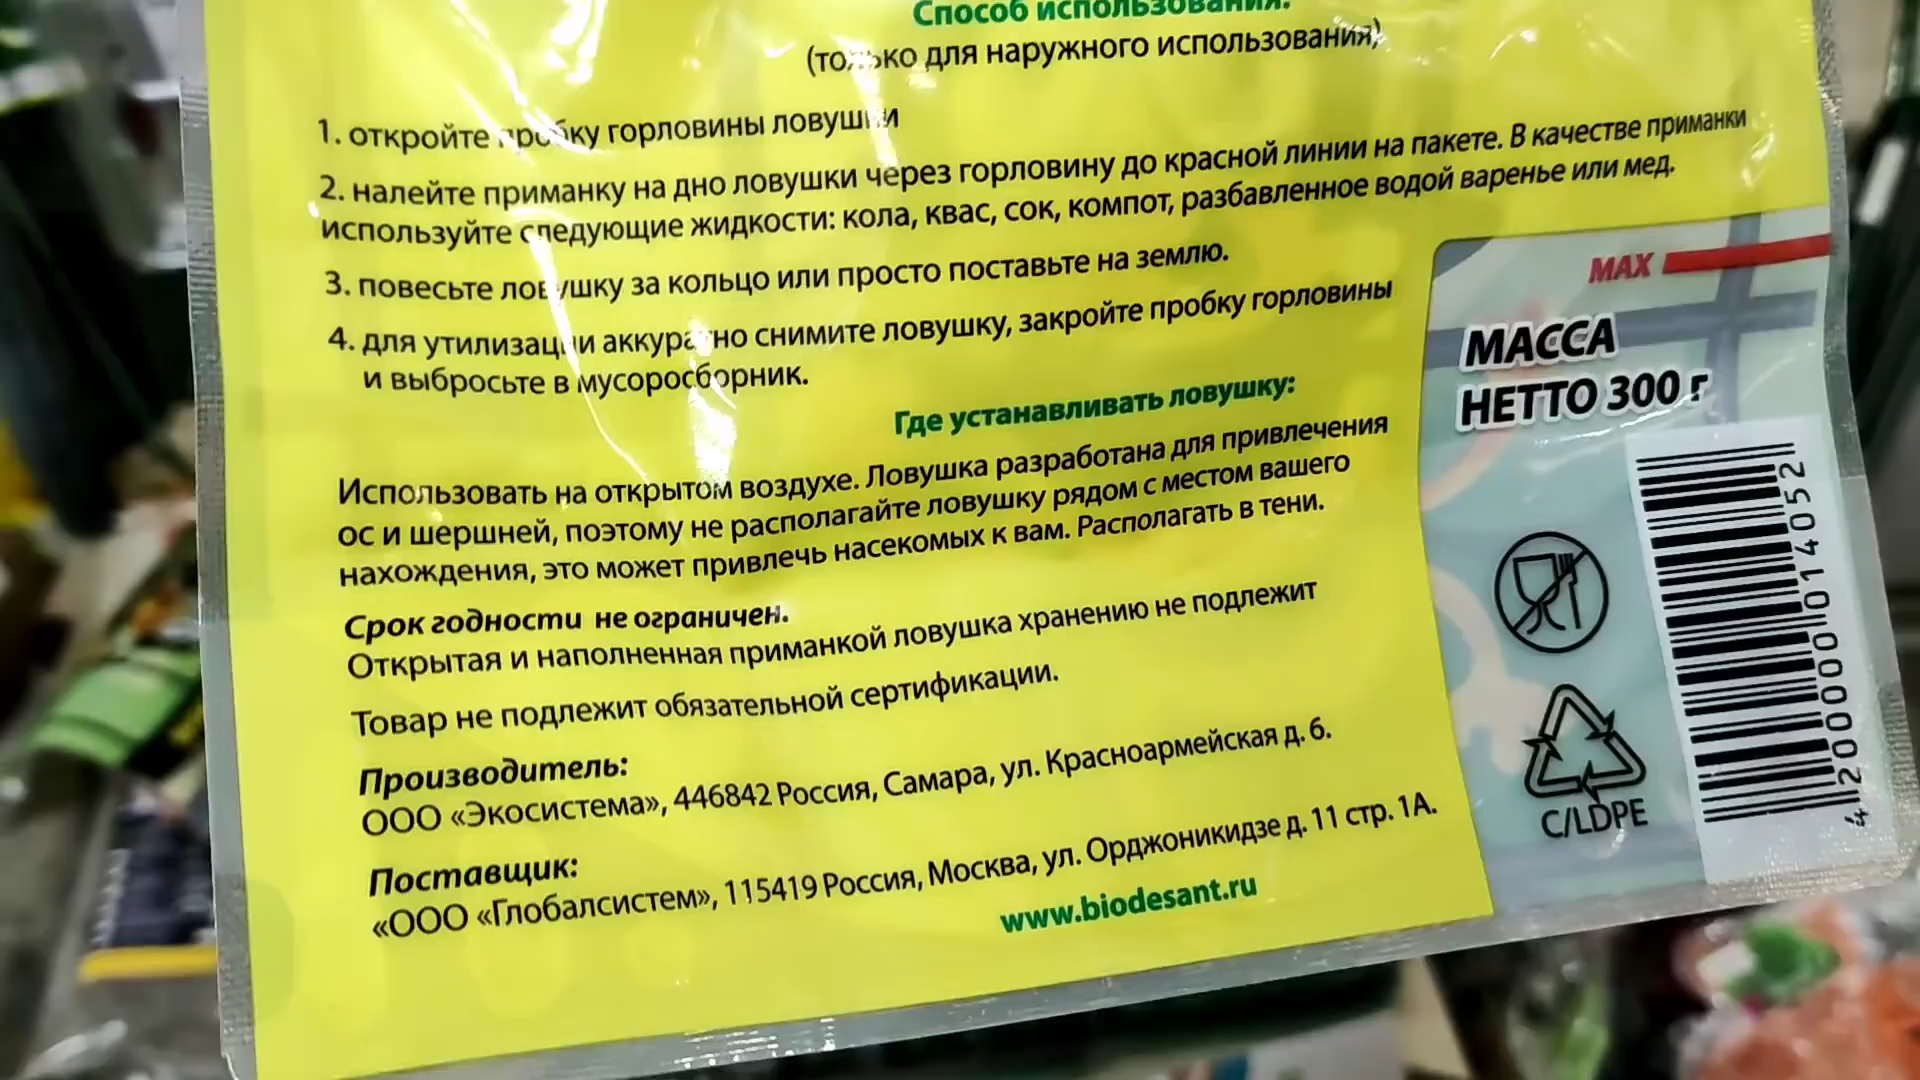 Способ использования:
(только для наружного использования)
1. откройте пробку горловины ловушки
2. налейте приманку на дно ловушки через горловину до красной линии на пакете. В качестве приманки
используйте следующие жидкости: кола, квас, сок, компот, разбавленное водой варенье или мед.
3. повесьте ловушку за кольцо или просто поставьте на землю.
4. для утилизации аккуратно снимите ловушку, закройте пробку горловины
и выбросьте в мусоросборник.
Где устанавливать ловушку:
Использовать на открытом воздухе. Ловушка разработана для привлечения
ос и шершней, поэтому не располагайте ловушку рядом с местом вашего
нахождения, это может привлечь насекомых к вам. Располагать в тени.
Срок годности не ограничен.
Открытая и наполненная приманкой ловушка хранению не подлежит
Товар не подлежит обязательной сертификации.
Производитель:
ООО «Экосистема», 446842 Россия, Самара, ул. Красноармейская д. 6.
Поставщик:
«ООО «Глобалсистем», 115419 Россия, Москва, ул. Орджоникидзе д. 11 стр. 1А.
www.biodesant.ru
MAX
МАССА
НЕТТО 300 г
4 200000 014052
C/LDPE